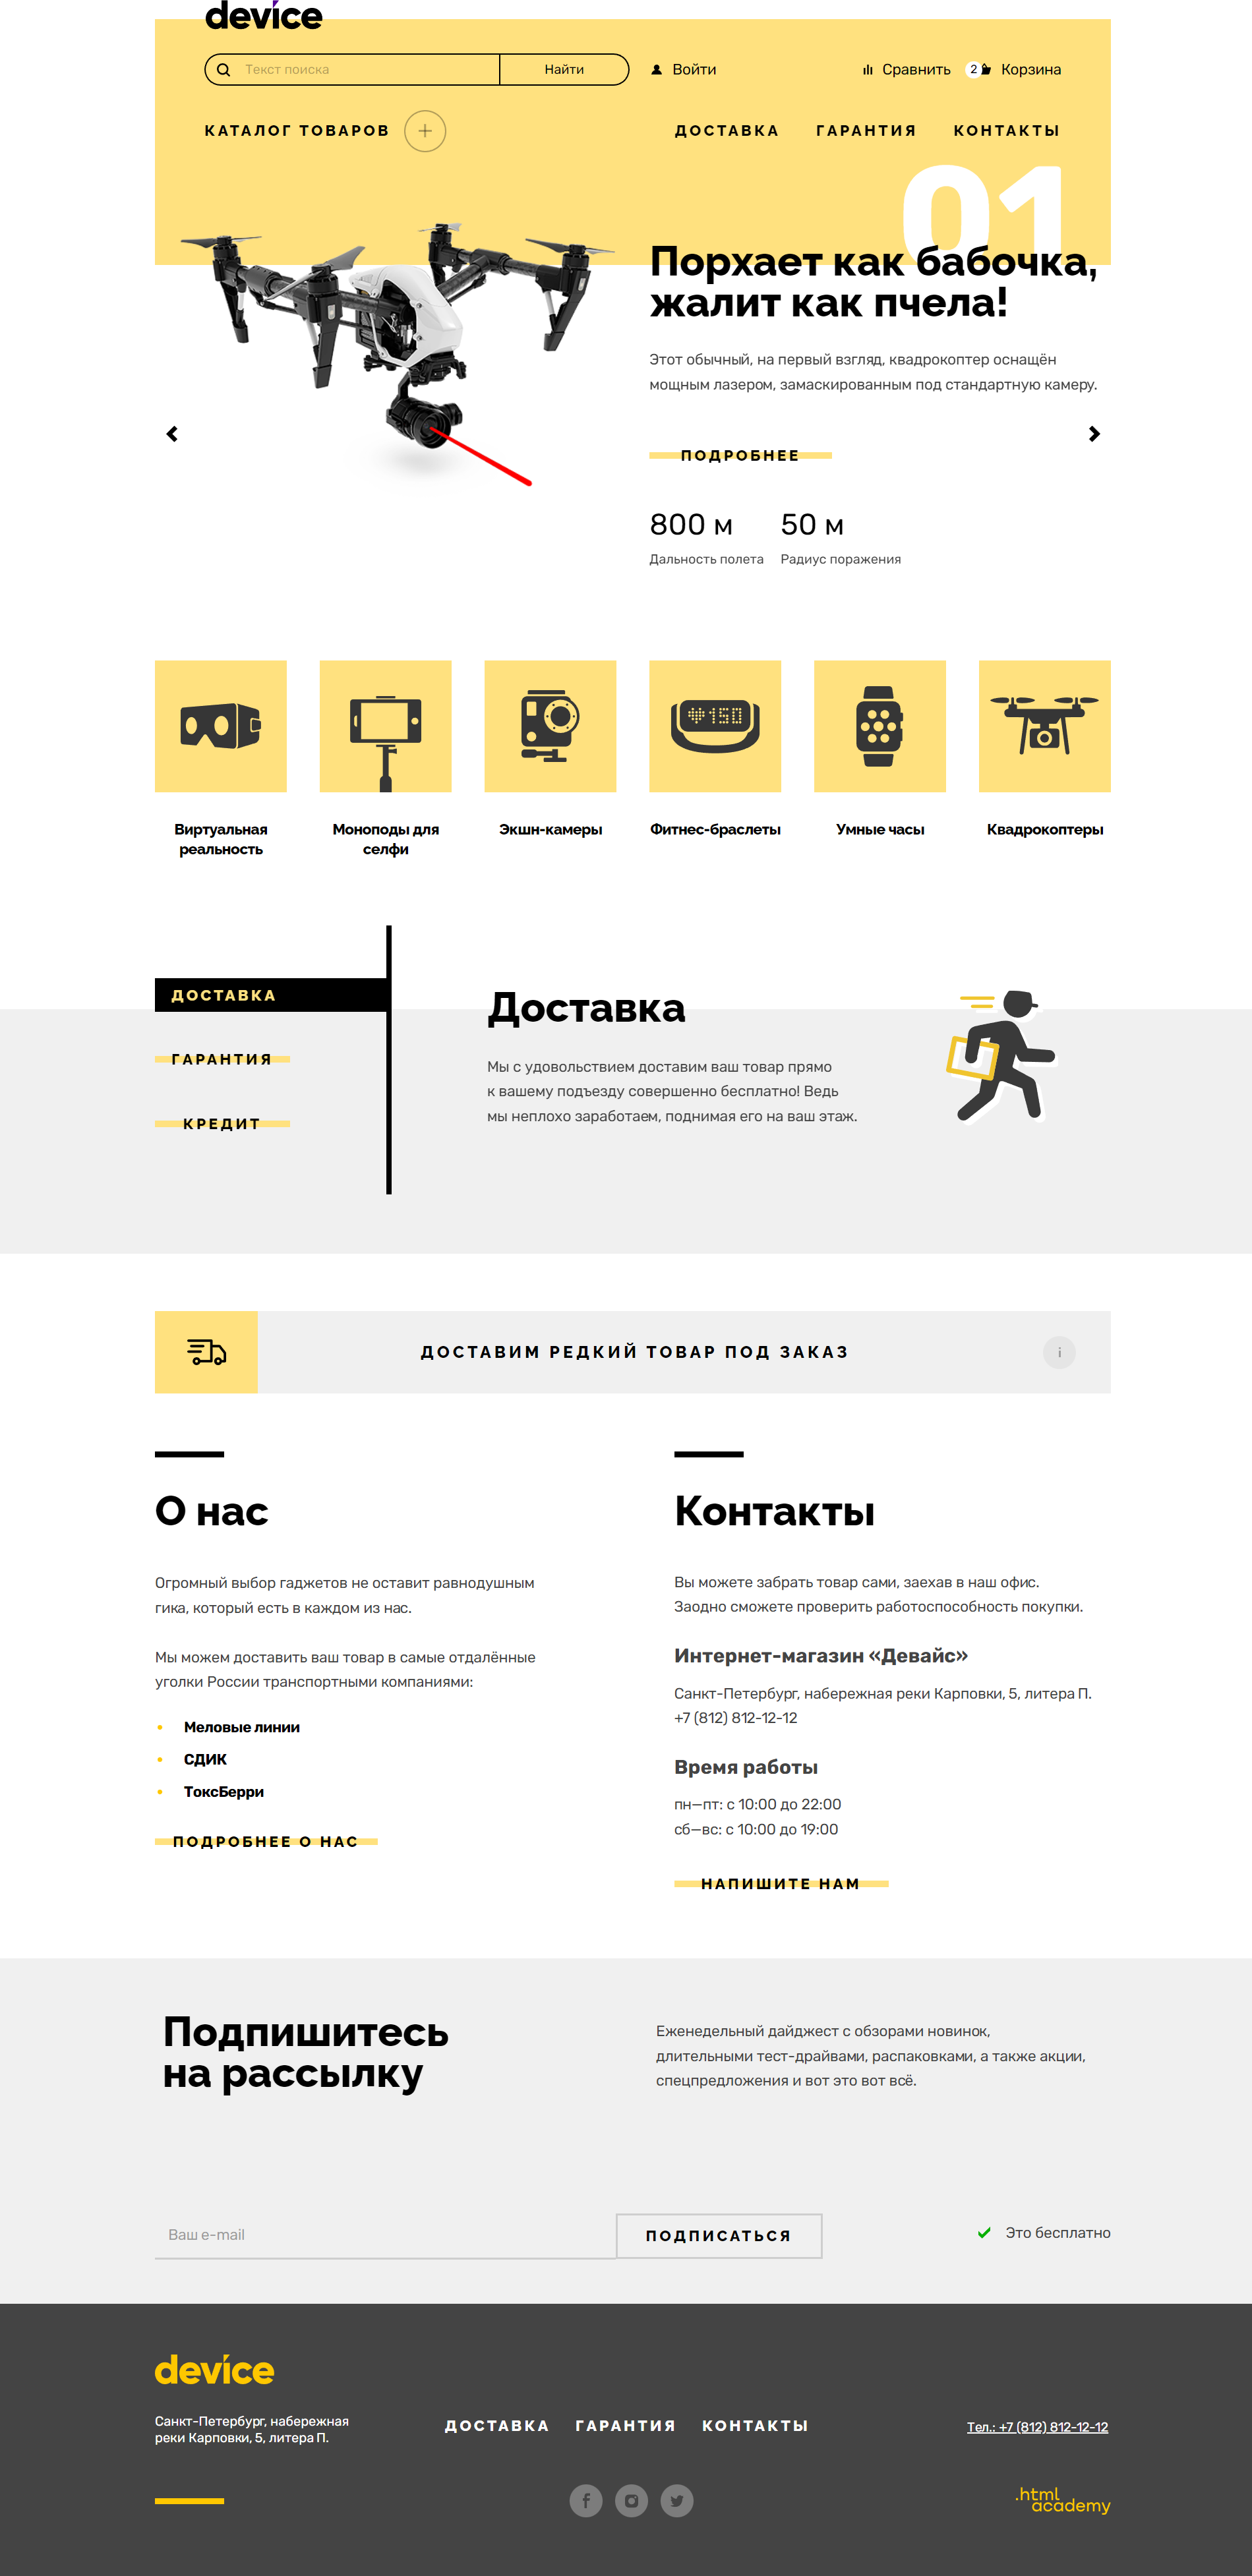 device
Текст поиска
Найти
Войти
Сравнить
2
Корзина
КАТАЛОГ ТОВАРОВ
ДОСТАВКА
ГАРАНТИЯ
КОНТАКТЫ
01
Порхает как бабочка,
жалит как пчела!
Этот обычный, на первый взгляд, квадрокоптер оснащён
мощным лазером, замаскированным под стандартную камеру.
ПОДРОБНЕЕ
800 м
50 м
Дальность полета
Радиус поражения
150
Виртуальная
реальность
Моноподы для
селфи
Экшн-камеры
Фитнес-браслеты
Умные часы
Квадрокоптеры
ДОСТАВКА
ГАРАНТИЯ
КРЕДИТ
Доставка
Мы с удовольствием доставим ваш товар прямо
к вашему подъезду совершенно бесплатно! Ведь
мы неплохо заработаем, поднимая его на ваш этаж.
ДОСТАВИМ РЕДКИЙ ТОВАР ПОД ЗАКАЗ
i
О нас
Огромный выбор гаджетов не оставит равнодушным
гика, который есть в каждом из нас.
Мы можем доставить ваш товар в самые отдалённые
уголки России транспортными компаниями:
Меловые линии
СДИК
ТоксБерри
ПОДРОБНЕЕ О НАС
Контакты
Вы можете забрать товар сами, заехав в наш офис.
Заодно сможете проверить работоспособность покупки.
Интернет-магазин «Девайс»
Санкт-Петербург, набережная реки Карповки, 5, литера П.
+7 (812) 812-12-12
Время работы
пн—пт: с 10:00 до 22:00
сб—вс: с 10:00 до 19:00
НАПИШИТЕ НАМ
Подпишитесь
на рассылку
Еженедельный дайджест с обзорами новинок,
длительными тест-драйвами, распаковками, а также акции,
спецпредложения и вот это вот всё.
Ваш e-mail
ПОДПИСАТЬСЯ
Это бесплатно
device
Санкт-Петербург, набережная
реки Карповки, 5, литера П.
ДОСТАВКА
ГАРАНТИЯ
КОНТАКТЫ
Тел.: +7 (812) 812-12-12
.html
academy